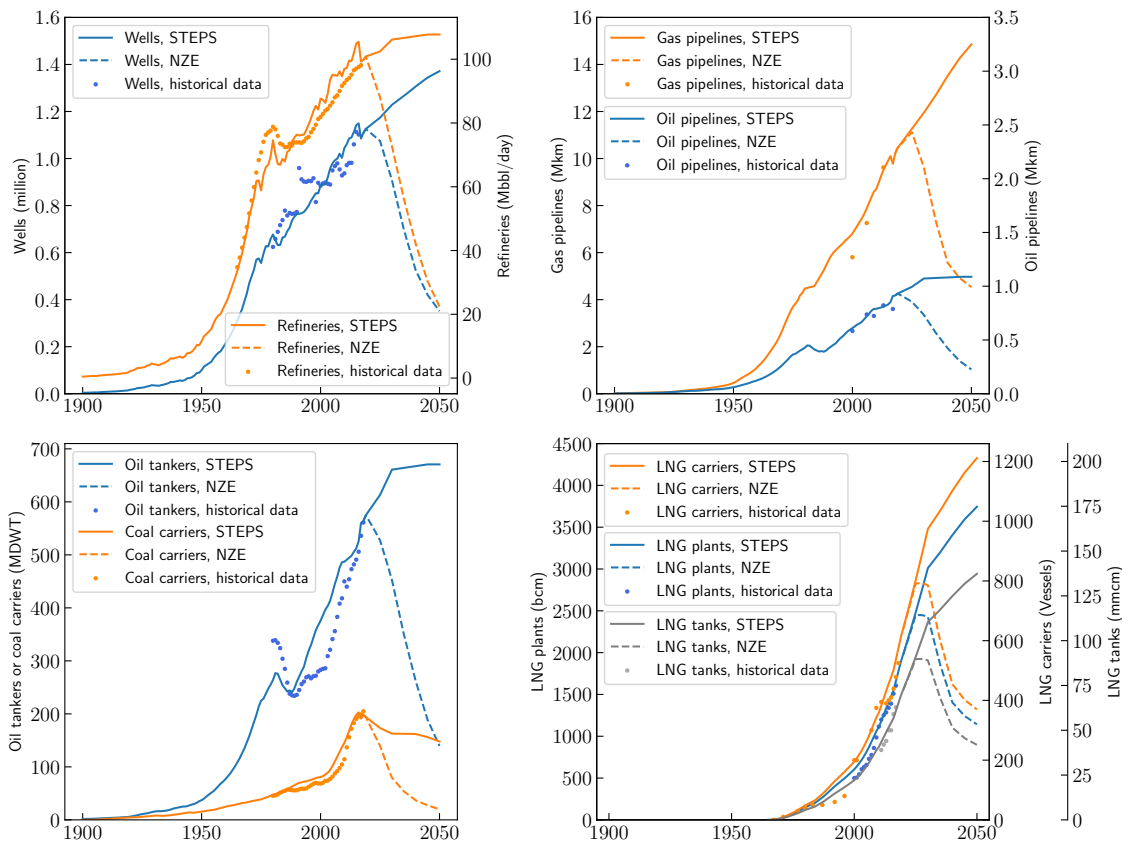 1.6
1.4
1.2
1.0
0.8
0.6
0.4
0.2
0.0
Wells (million)
Wells, STEPS
Wells, NZE
Wells, historical data
Refineries, STEPS
Refineries, NZE
Refineries, historical data
100
80
60
40
20
0
Refineries (Mbbl/day)
1900
1950
2000
2050
16
14
12
10
8
6
4
2
0
Gas pipelines (Mkm)
Gas pipelines, STEPS
Gas pipelines, NZE
Gas pipelines, historical data
Oil pipelines, STEPS
Oil pipelines, NZE
Oil pipelines, historical data
3.5
3.0
2.5
2.0
1.5
1.0
0.5
0.0
Oil pipelines (Mkm)
1900
1950
2000
2050
700
600
500
400
300
200
100
0
Oil tankers or coal carriers (MDWT)
Oil tankers, STEPS
Oil tankers, NZE
Oil tankers, historical data
Coal carriers, STEPS
Coal carriers, NZE
Coal carriers, historical data
1900
1950
2000
2050
4500
4000
3500
3000
2500
2000
1500
1000
500
0
LNG plants (bcm)
LNG carriers, STEPS
LNG carriers, NZE
LNG carriers, historical data
LNG plants, STEPS
LNG plants, NZE
LNG plants, historical data
LNG tanks, STEPS
LNG tanks, NZE
LNG tanks, historical data
1200
1000
800
600
400
200
0
LNG carriers (Vessels)
200
175
150
125
100
75
50
25
0
LNG tanks (mmcm)
1900
1950
2000
2050